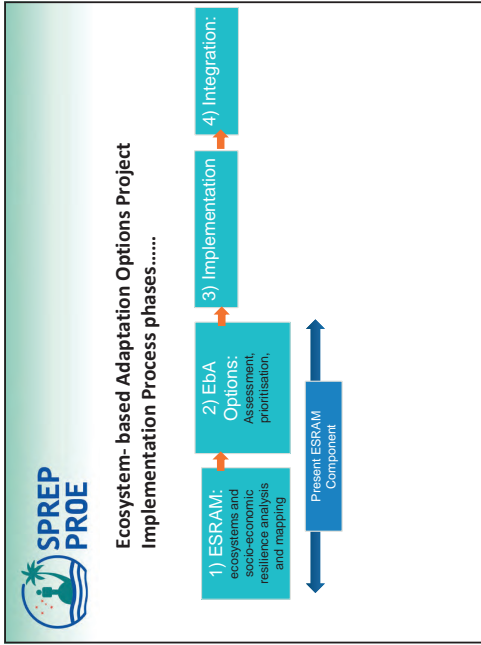 SPREP
PROE
Ecosystem- based Adaptation Options Project
Implementation Process phases......
1) ESRAM:
ecosystems and
socio-economic
resilience analysis
and mapping
2) EbA
Options:
Assessment,
prioritisation,
3) Implementation
4) Integration:
Present ESRAM
Component